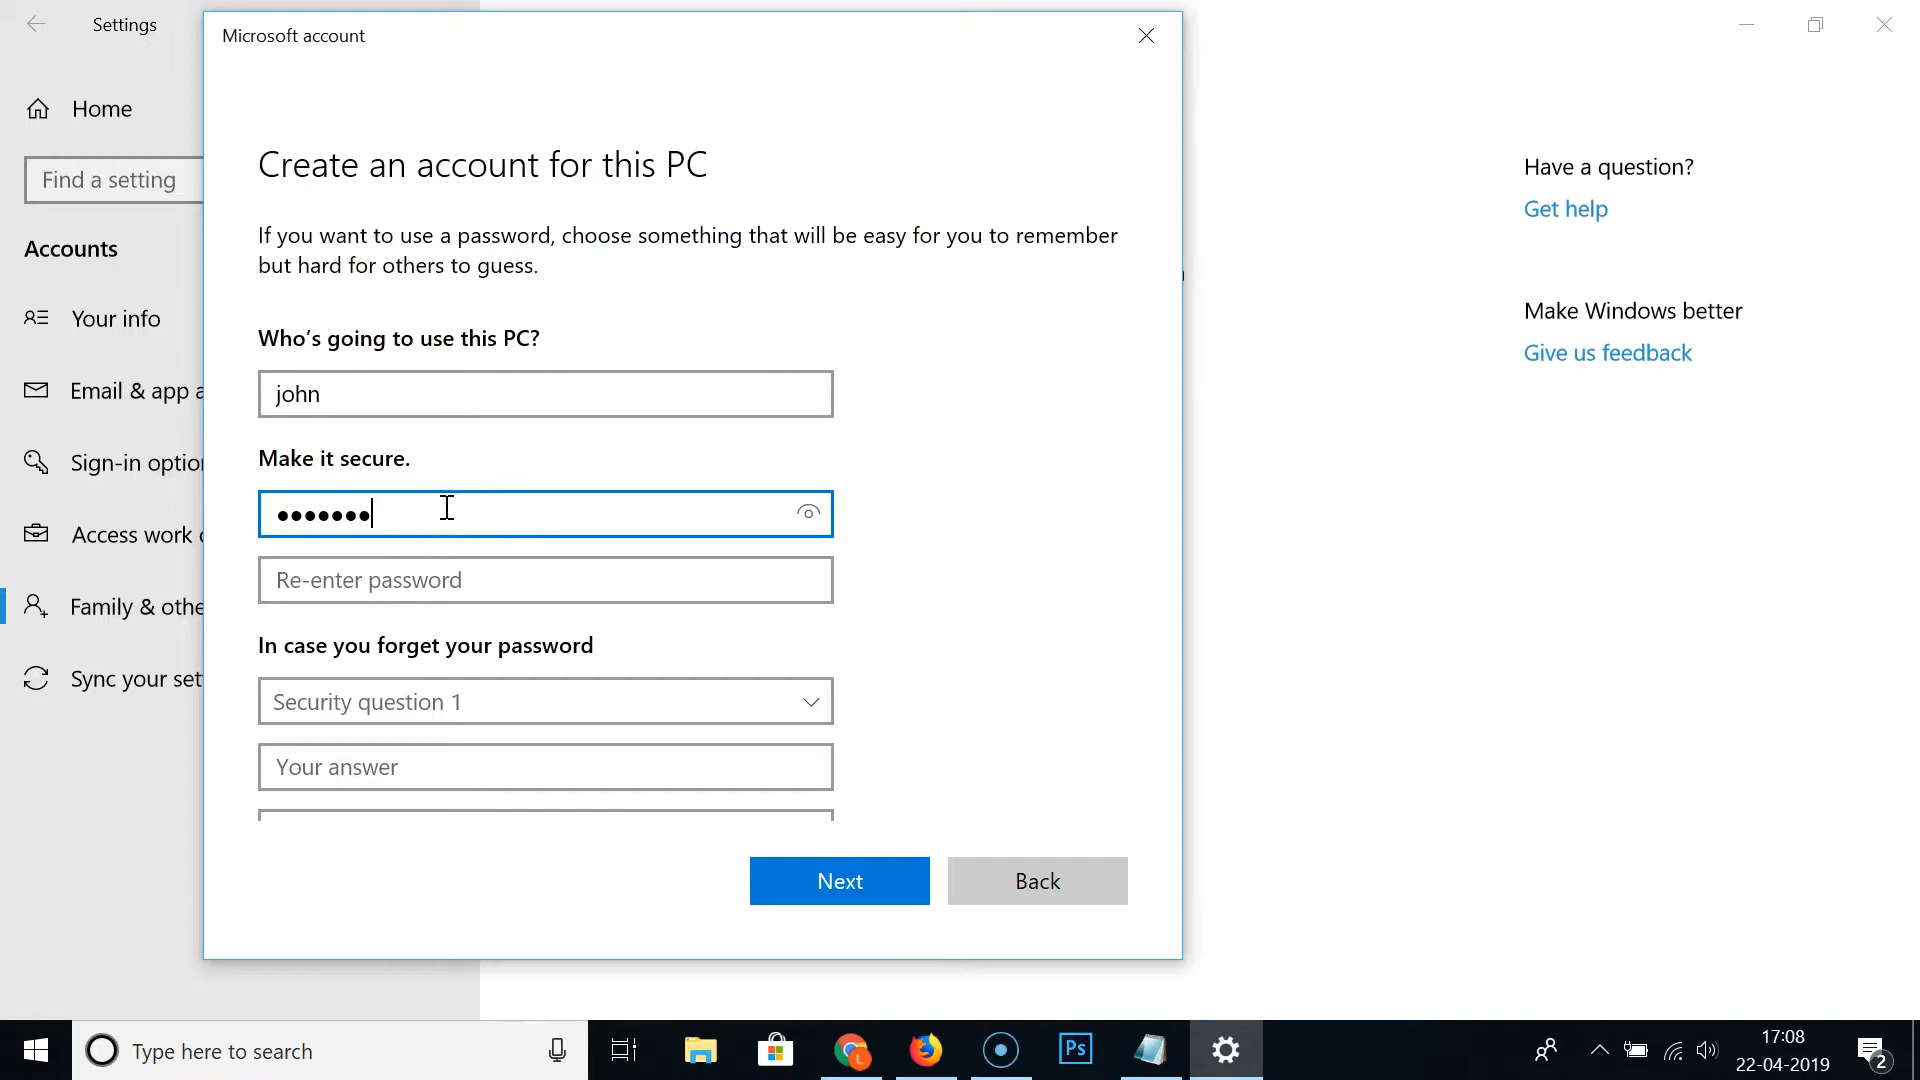 Settings
Home
Find a setting
Accounts
Your info
Email & app a
Sign-in option
Access work o
Family & othe
Sync your sett
Microsoft account
Create an account for this PC
If you want to use a password, choose something that will be easy for you to remember
but hard for others to guess.
Who's going to use this PC?
john
Make it secure.
●●●●●●●
Re-enter password
In case you forget your password
Security question 1
Your answer
Next
Back
Have a question?
Get help
Make Windows better
Give us feedback
Type here to search
L
Ps
17:08
22-04-2019
2